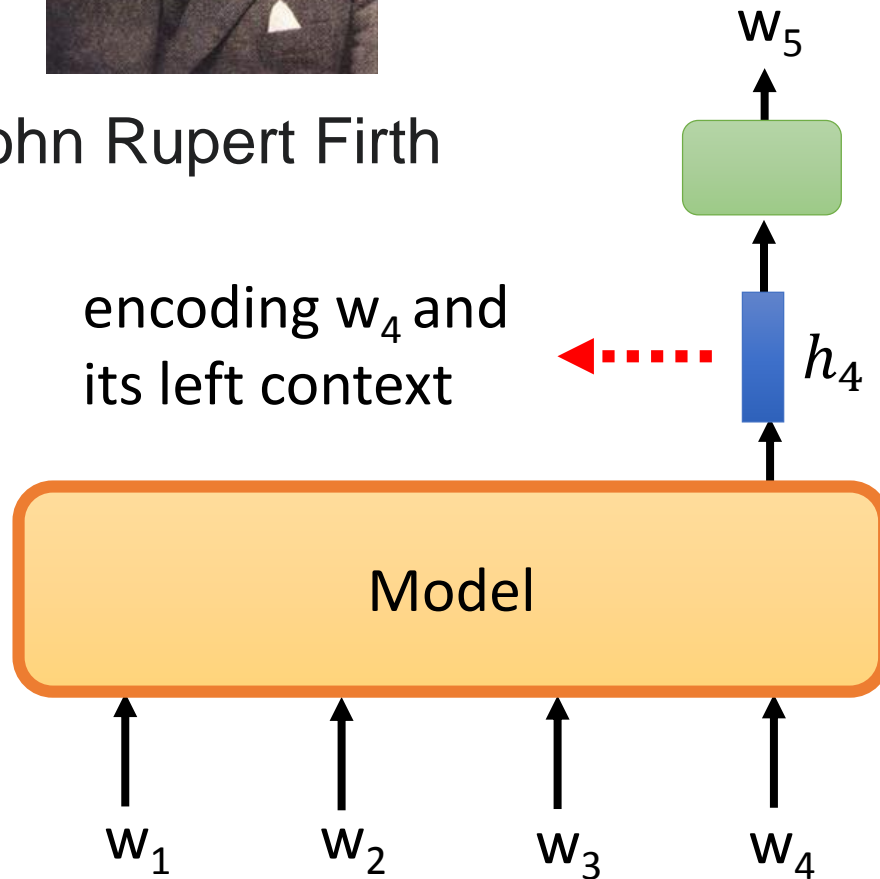 w₅
ohn Rupert Firth
encoding w₄ and
its left context
h₄
Model
w₁ w₂ w₃ w₄